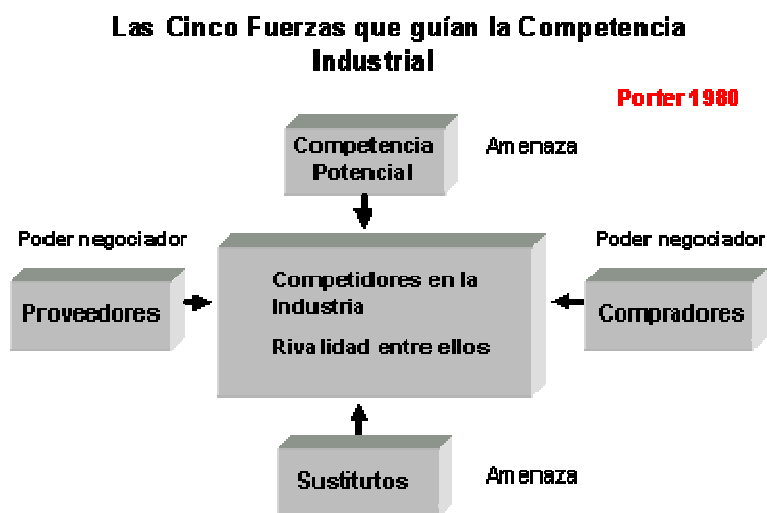 Las Cinco Fuerzas que guían la Competencia
Industrial
Porter 1980
Competencia
Potencial
Amenaza
Poder negociador
Poder negociador
Proveedores
Competidores en la
Industria
Rivalidad entre ellos
Compradores
Sustitutos
Amenaza